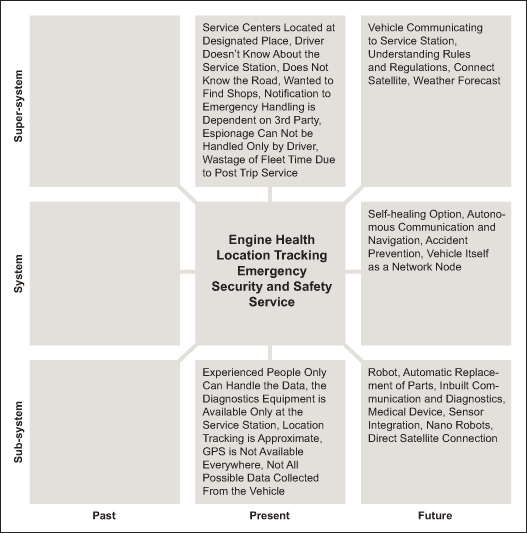 Super-system
Service Centers Located at
Designated Place, Driver
Doesn't Know About the
Service Station, Does Not
Know the Road, Wanted to
Find Shops, Notification to
Emergency Handling is
Dependent on 3rd Party,
Espionage Can Not be
Handled Only by Driver,
Wastage of Fleet Time Due
to Post Trip Service
Vehicle Communicating
to Service Station,
Understanding Rules
and Regulations, Connect
Satellite, Weather Forecast
System
Engine Health
Location Tracking
Emergency
Security and Safety
Service
Self-healing Option, Autono-
mous Communication and
Navigation, Accident
Prevention, Vehicle Itself
as a Network Node
Sub-system
Experienced People Only
Can Handle the Data, the
Diagnostics Equipment is
Available Only at the
Service Station, Location
Tracking is Approximate,
GPS is Not Available
Everywhere, Not All
Possible Data Collected
From the Vehicle
Robot, Automatic Replace-
ment of Parts, Inbuilt Com-
munication and Diagnostics,
Medical Device, Sensor
Integration, Nano Robots,
Direct Satellite Connection
Past
Present
Future